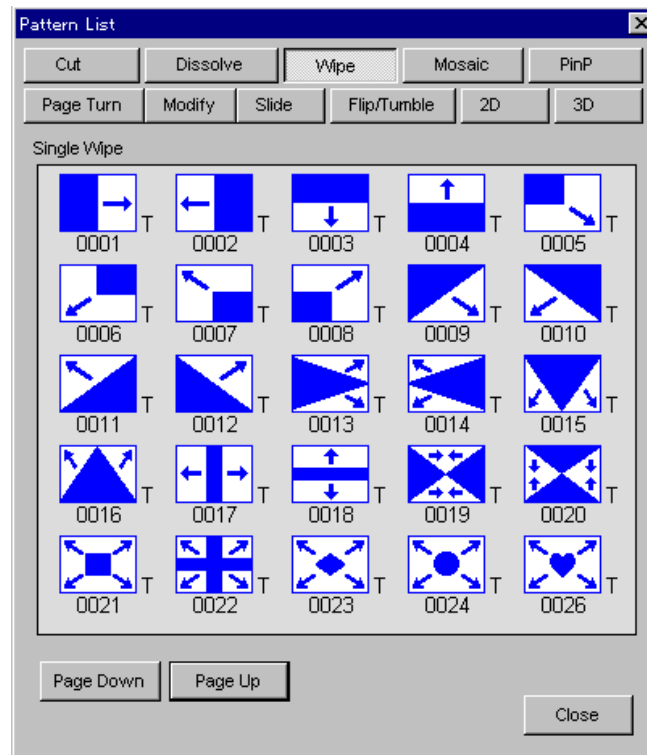 Pattern List
Cut Dissolve Wipe Mosaic PinP
Page Turn Modify Slide Flip/Tumble 2D 3D
Single Wipe
T T T T T
0001 0002 0003 0004 0005
T T T T T
0006 0007 0008 0009 0010
T T T T T
0011 0012 0013 0014 0015
T T T T T
0016 0017 0018 0019 0020
T T T T T
0021 0022 0023 0024 0026
Page Down Page Up
Close